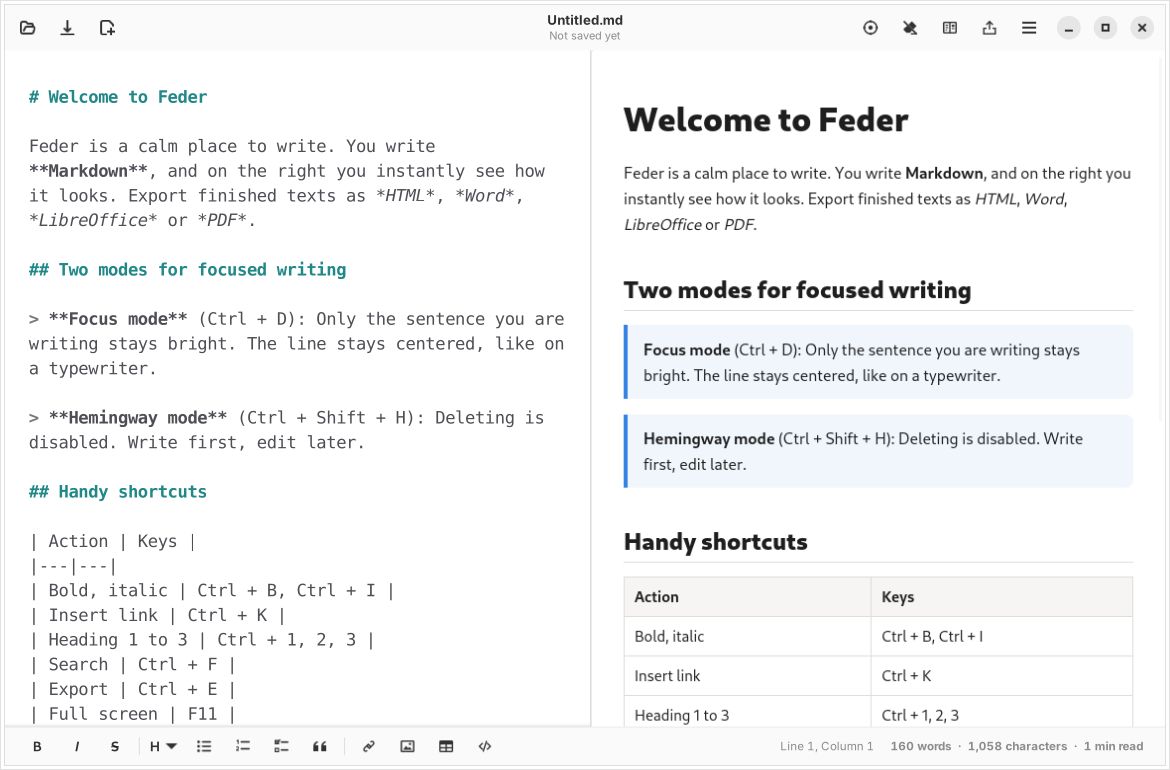 Untitled.md
Not saved yet
# Welcome to Feder
Feder is a calm place to write. You write
**Markdown**, and on the right you instantly see how
it looks. Export finished texts as *HTML*, *Word*,
*LibreOffice* or *PDF*.
## Two modes for focused writing
> **Focus mode** (Ctrl + D): Only the sentence you are
writing stays bright. The line stays centered, like on
a typewriter.
> **Hemingway mode** (Ctrl + Shift + H): Deleting is
disabled. Write first, edit later.
## Handy shortcuts
| Action | Keys |
|---|---|
| Bold, italic | Ctrl + B, Ctrl + I |
| Insert link | Ctrl + K |
| Heading 1 to 3 | Ctrl + 1, 2, 3 |
| Search | Ctrl + F |
| Export | Ctrl + E |
| Full screen | F11 |
Welcome to Feder
Feder is a calm place to write. You write Markdown, and on the right you
instantly see how it looks. Export finished texts as HTML, Word,
LibreOffice or PDF.
Two modes for focused writing
Focus mode (Ctrl + D): Only the sentence you are writing stays
bright. The line stays centered, like on a typewriter.
Hemingway mode (Ctrl + Shift + H): Deleting is disabled. Write
first, edit later.
Handy shortcuts
Action Keys
Bold, italic Ctrl + B, Ctrl + I
Insert link Ctrl + K
Heading 1 to 3 Ctrl + 1, 2, 3
B I S H Line 1, Column 1 160 words · 1,058 characters · 1 min read